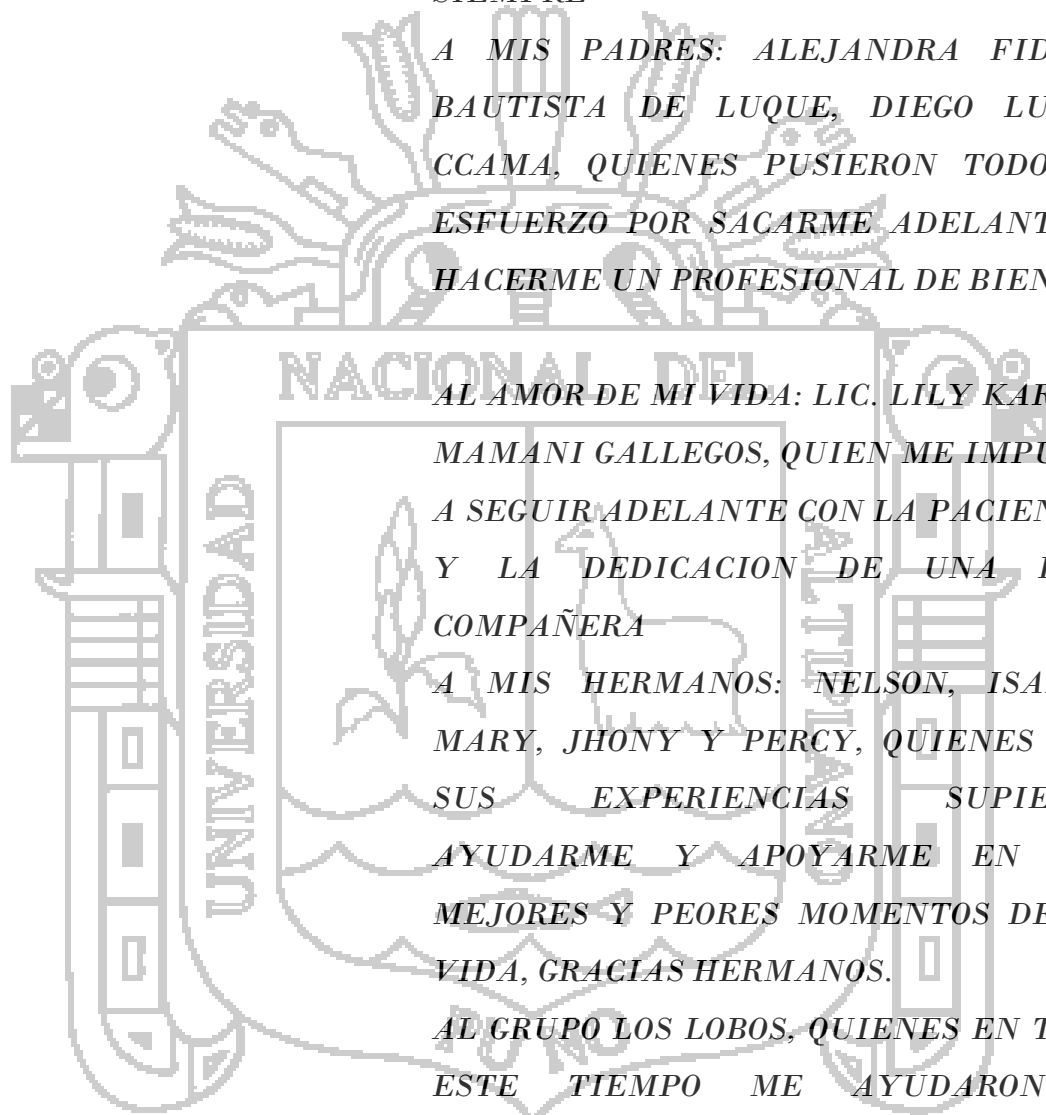 SIEMPRE
A MIS PADRES: ALEJANDRA FID
BAUTISTA DE LUQUE, DIEGO LU
CCAMA, QUIENES PUSIERON TODO
ESFUERZO POR SACARME ADELANT
HACERME UN PROFESIONAL DE BIEN
AL AMOR DE MI VIDA: LIC. LILY KAR
MAMANI GALLEGOS, QUIEN ME IMPU
A SEGUIR ADELANTE CON LA PACIEN
Y LA DEDICACION DE UNA
COMPAÑERA
A MIS HERMANOS: NELSON, ISA
MARY, JHONY Y PERCY, QUIENES
SUS EXPERIENCIAS SUPIE
AYUDARME Y APOYARME EN
MEJORES Y PEORES MOMENTOS DE
VIDA, GRACIAS HERMANOS.
AL GRUPO LOS LOBOS, QUIENES EN T
ESTE TIEMPO ME AYUDARON
UNIVERSIDAD
NACIONAL DEL
ALTIPLANO
PUNO